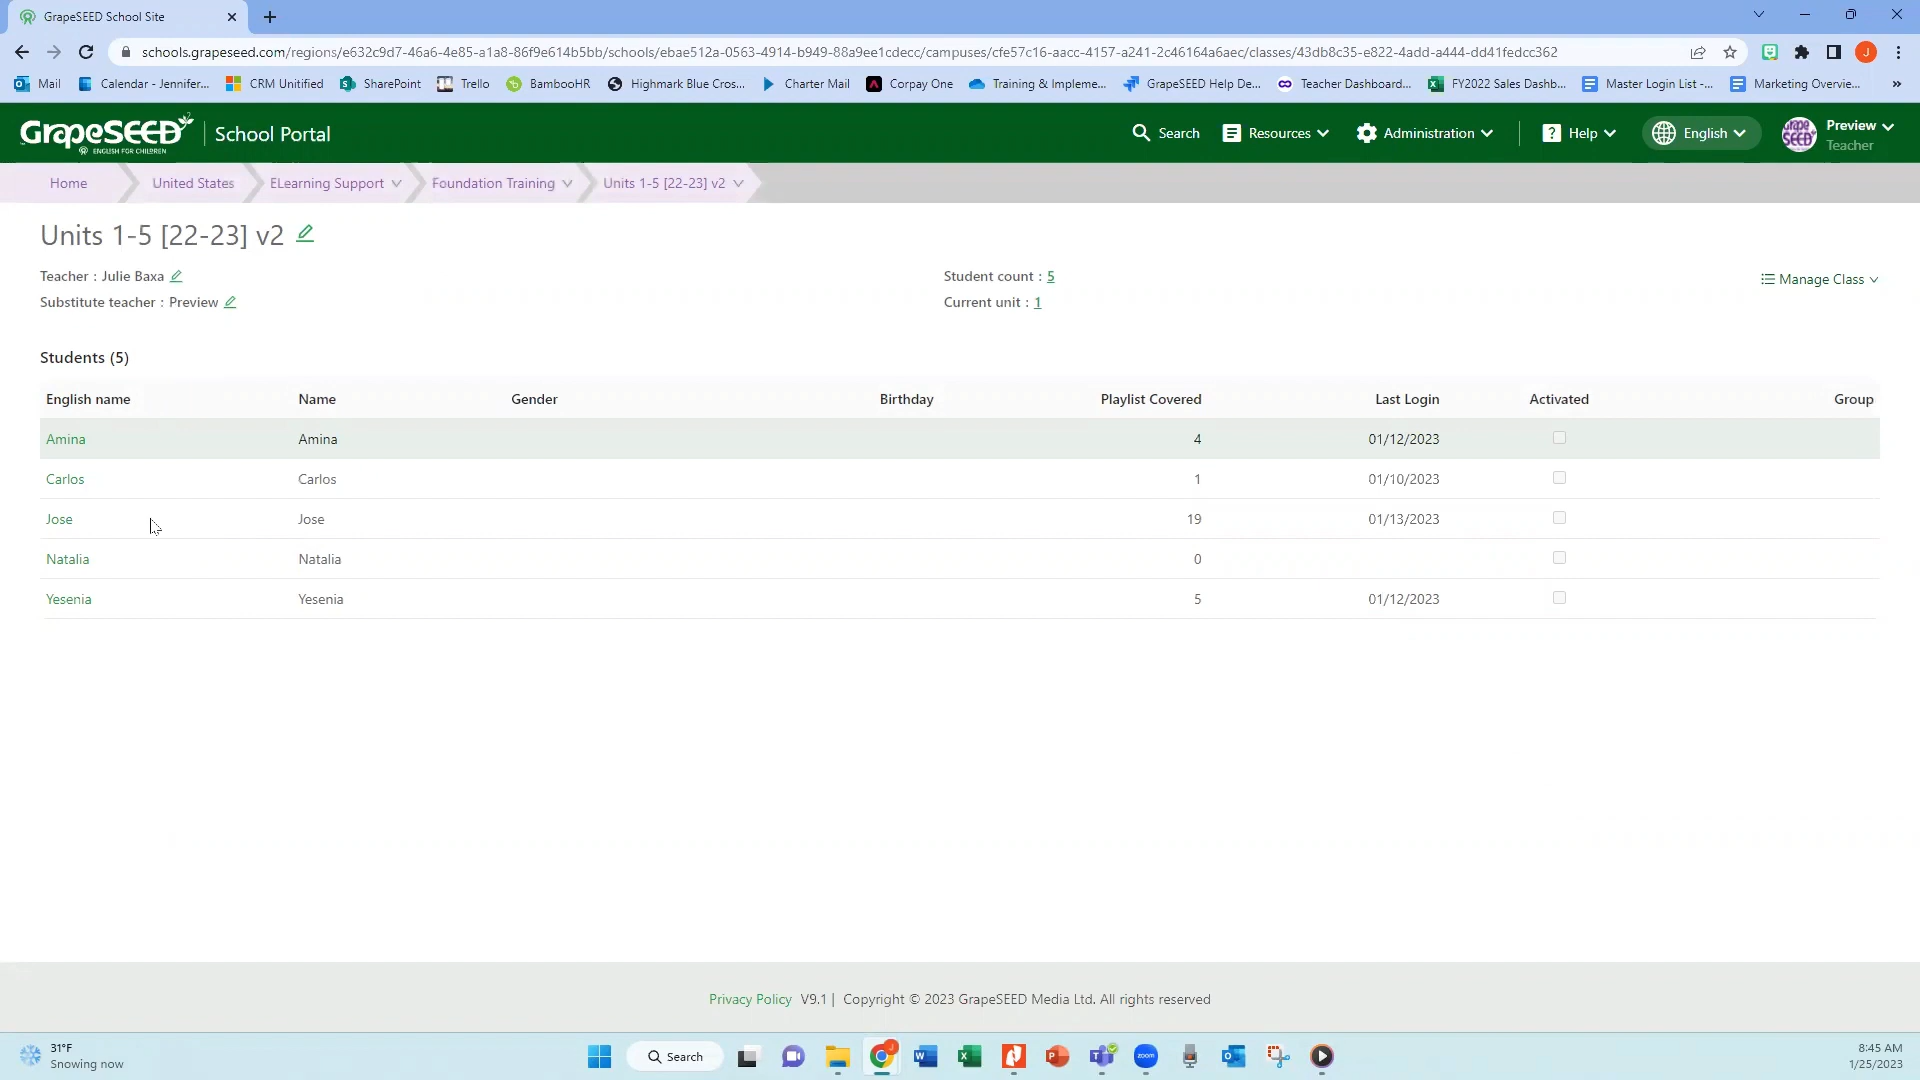 GrapeSEED School Site
schools.grapeseed.com/regions/e632c9d7-46a6-4e85-a1a8-86f9e614b5bb/schools/ebae512a-0563-4914-b949-88a9ee1cdecc/campuses/cfe57c16-aacc-4157-a241-2c46164a6aec/classes/43db8c35-e822-4add-a444-dd41fedcc362
Mail Calendar - Jennifer... CRM Unified SharePoint Trello BambooHR Highmark Blue Cros... Charter Mail Corpay One Training & Impleme... GrapeSEED Help De... Teacher Dashboard... FY2022 Sales Dashb... Master Login List -... Marketing Overvie... »
GrapeSEED ENGLISH FOR CHILDREN School Portal Search Resources Administration ? Help English Preview
Teacher
Home United States ELearning Support Foundation Training Units 1-5 [22-23] v2
Units 1-5 [22-23] v2
Teacher : Julie Baxa Student count : 5 Manage Class
Substitute teacher : Preview Current unit : 1
Students (5)
English name Name Gender Birthday Playlist Covered Last Login Activated Group
Amina Amina 4 01/12/2023
Carlos Carlos 1 01/10/2023
Jose Jose 19 01/13/2023
Natalia Natalia 0
Yesenia Yesenia 5 01/12/2023
Privacy Policy V9.1 | Copyright © 2023 GrapeSEED Media Ltd. All rights reserved
31°F
Snowing now
Search
8:45 AM
1/25/2023